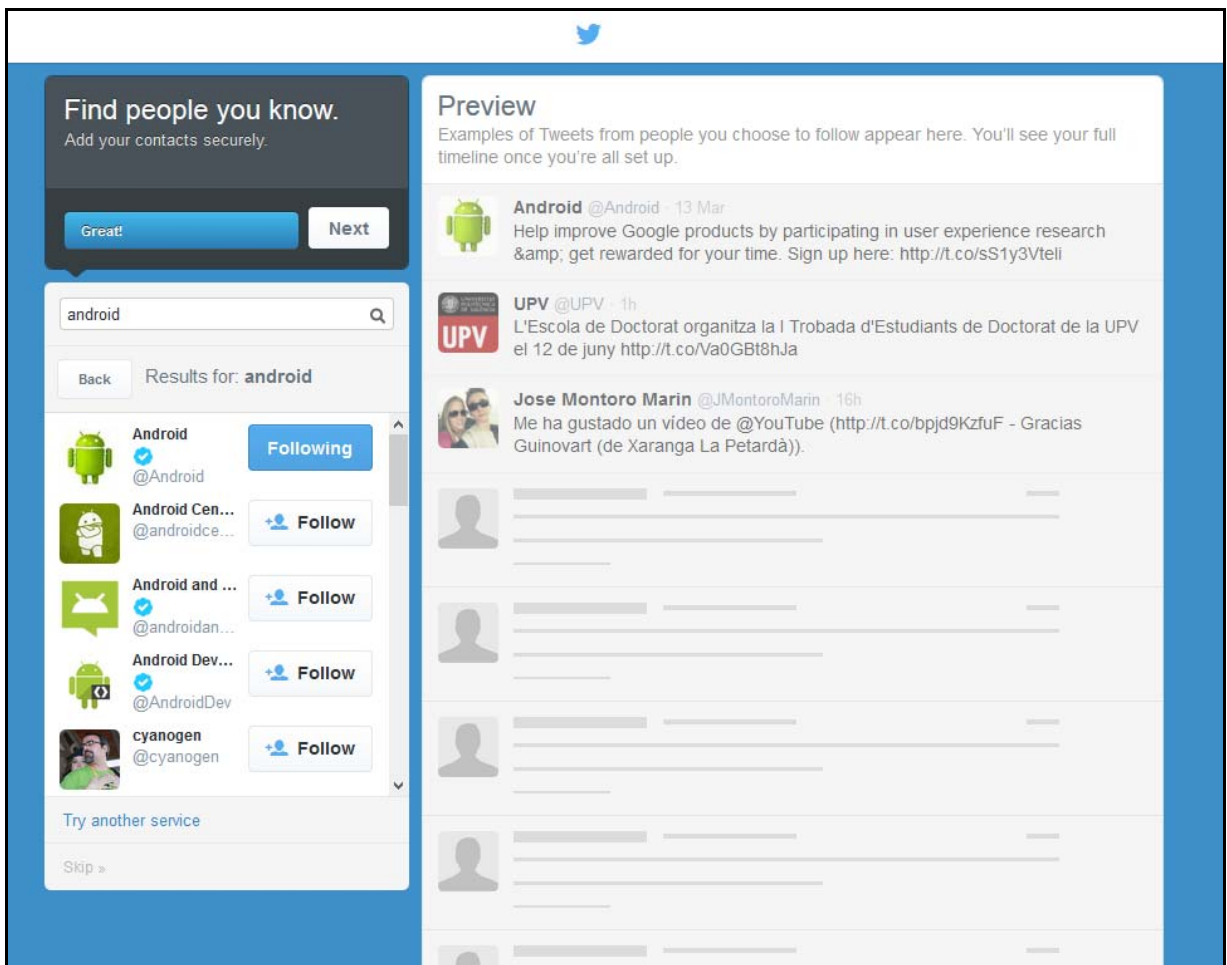 Find people you know.
Add your contacts securely.
Great!
Next
android
Back
Results for: android
Android
@Android
Following
Android Cen...
@androidce...
Follow
Android and ...
@androidan...
Follow
Android Dev...
@AndroidDev
Follow
cyanogen
@cyanogen
Follow
Try another service
Skip »
Preview
Examples of Tweets from people you choose to follow appear here. You'll see your full
timeline once you're all set up.
Android @Android · 13 Mar
Help improve Google products by participating in user experience research
&amp; get rewarded for your time. Sign up here: http://t.co/sS1y3Vteli
UPV
UPV @UPV · 1h
L'Escola de Doctorat organitza la I Trobada d'Estudiants de Doctorat de la UPV
el 12 de juny http://t.co/Va0GBt8hJa
Jose Montoro Marin @JMontoroMarin · 16h
Me ha gustado un vídeo de @YouTube (http://t.co/bpjd9KzfuF - Gracias
Guinovart (de Xaranga La Petardà)).